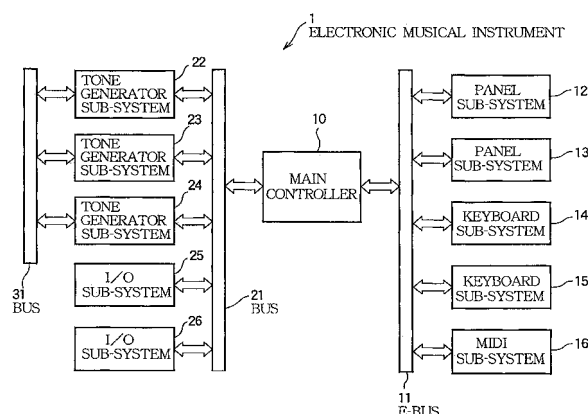 1
ELECTRONIC MUSICAL INSTRUMENT
22
TONE
GENERATOR
SUB-SYSTEM
23
TONE
GENERATOR
SUB-SYSTEM
24
TONE
GENERATOR
SUB-SYSTEM
25
I/O
SUB-SYSTEM
26
I/O
SUB-SYSTEM
31
BUS
21
BUS
10
MAIN
CONTROLLER
PANEL
SUB-SYSTEM
12
PANEL
SUB-SYSTEM
13
KEYBOARD
SUB-SYSTEM
14
KEYBOARD
SUB-SYSTEM
15
MIDI
SUB-SYSTEM
16
11
E-BUS